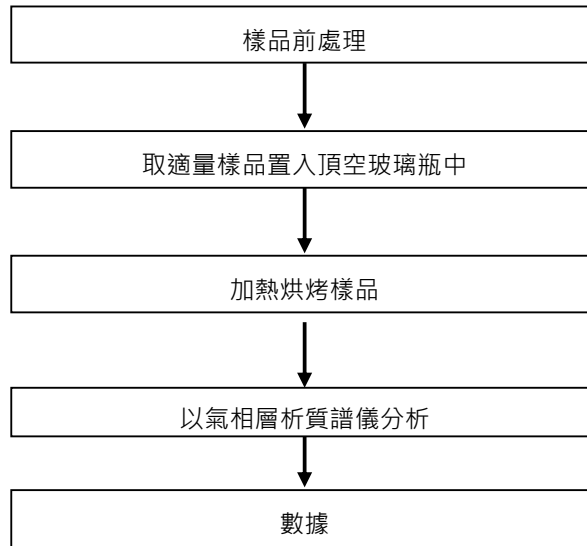 樣品前處理
取適量樣品置入頂空玻璃瓶中
加熱烘烤樣品
以氣相層析質譜儀分析
數據